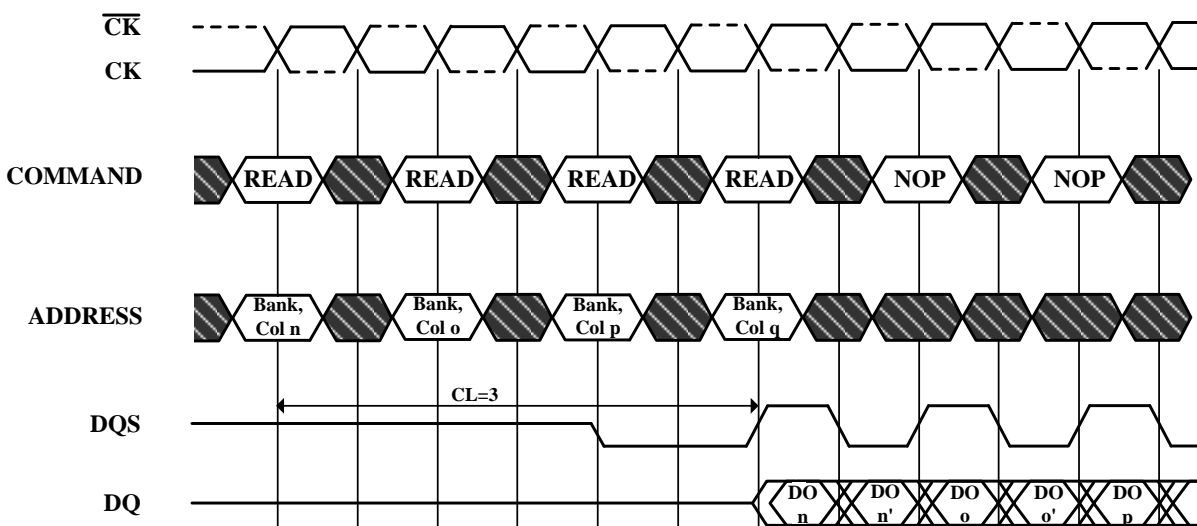 CK
CK
COMMAND
READ
READ
READ
READ
NOP
NOP
ADDRESS
Bank,
Col n
Bank,
Col o
Bank,
Col p
Bank,
Col q
CL=3
DQS
DQ
DO
n
DO
n'
DO
o
DO
o'
DO
p